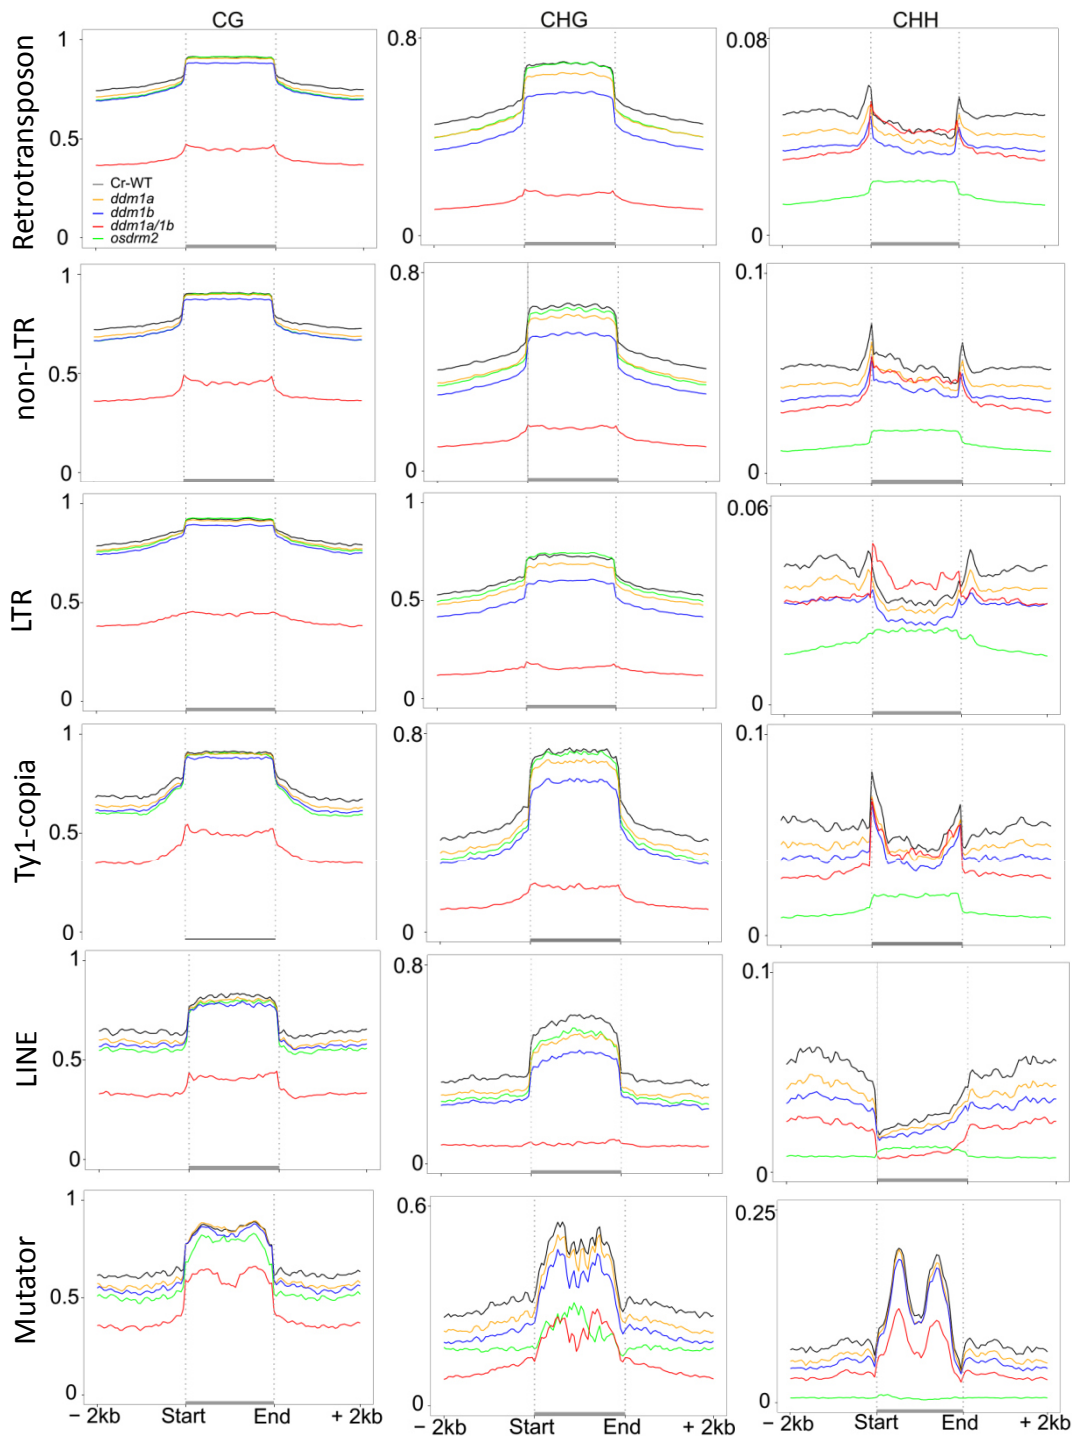 CG CHG CHH
Retrotransposon
1
0.5
0
0.8
0
0.08
0
Cr-WT
ddm1a
ddm1b
ddm1a/1b
osdrm2
non-LTR
1
0.5
0
0.8
0
0.1
0
LTR
1
0.5
0
1
0.5
0
0.06
0
Ty1-copia
1
0.5
0
0.8
0
0.1
0
LINE
1
0.5
0
0.8
0
0.1
0
Mutator
1
0.5
0
0.6
0
0.25
0
− 2kb Start End + 2kb
Start End + 2kb
− 2kb Start End + 2kb